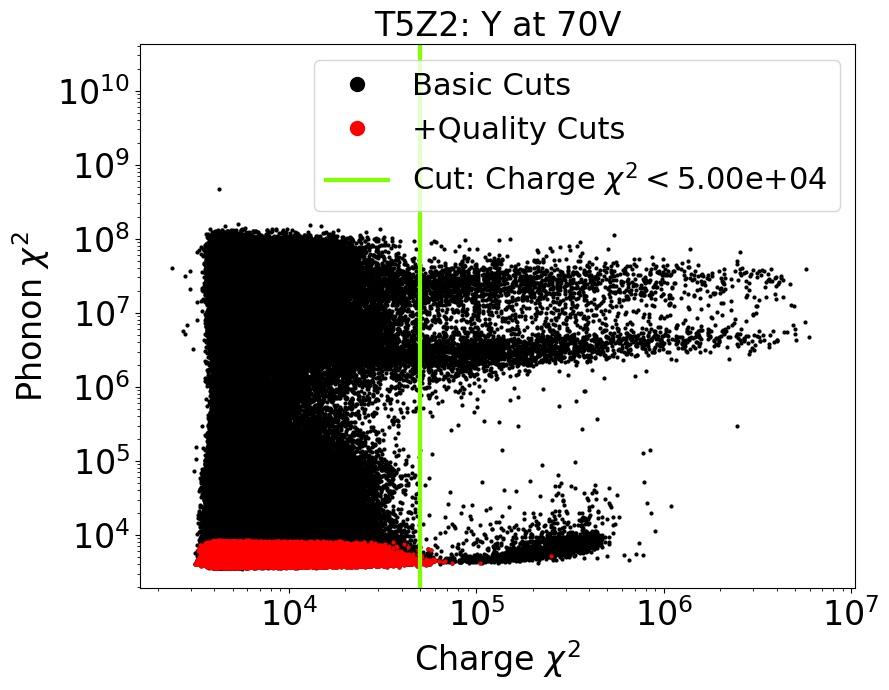 T5Z2: Y at 70V
Basic Cuts
+Quality Cuts
Cut: Charge χ² < 5.00e+04
Phonon χ²
10¹⁰
10⁹
10⁸
10⁷
10⁶
10⁵
10⁴
10⁴ 10⁵ 10⁶ 10⁷
Charge χ²